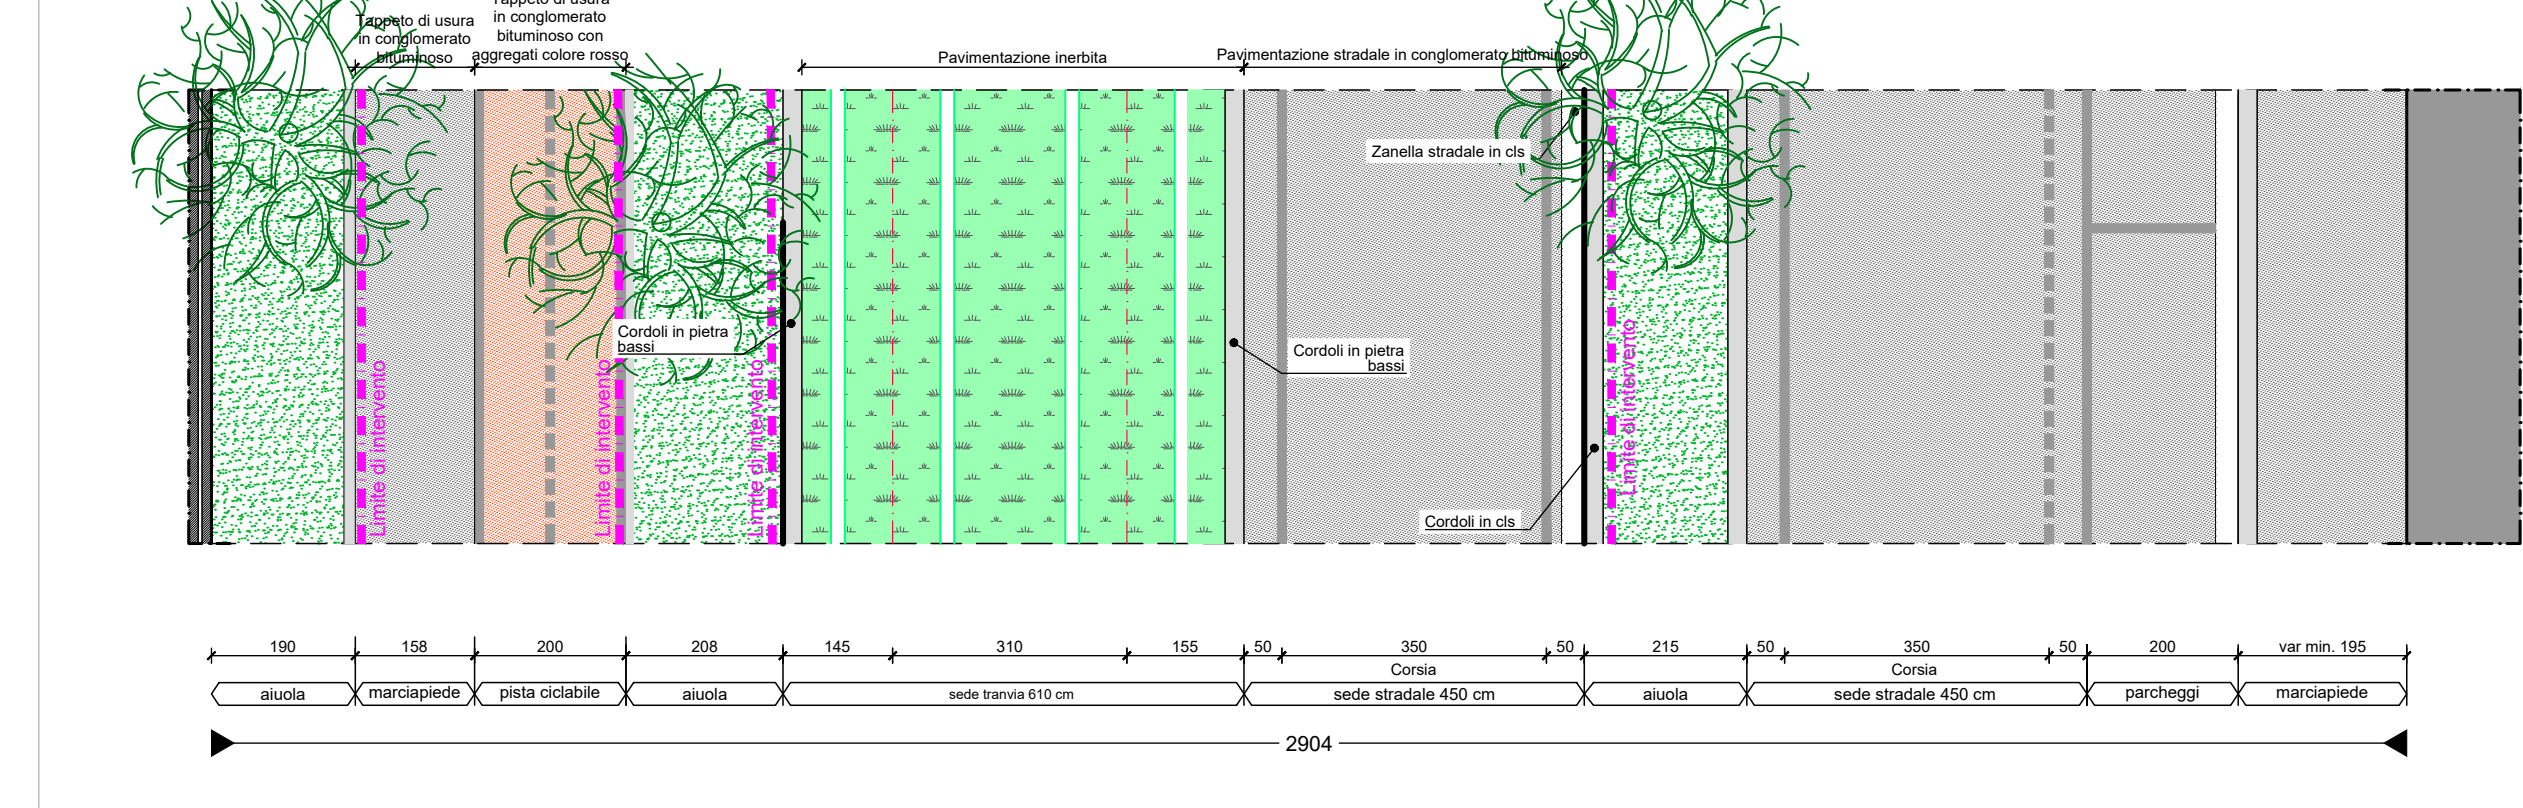 Tappeto di usura
in conglomerato
bituminoso
Tappeto di usura
in conglomerato
bituminoso con
aggregati colore rosso
Pavimentazione inerbita
Pavimentazione stradale in conglomerato bituminoso
Zanella stradale in cls
Cordoli in pietra
bassi
Cordoli in pietra
bassi
Cordoli in cls
Limite di intervento
Limite di intervento
Limite di intervento
Limite di intervento
190 158 200 208 145 310 155 50 350 50 215 50 350 50 200 var min. 195
Corsia Corsia
aiuola marciapiede pista ciclabile aiuola sede tranvia 610 cm sede stradale 450 cm aiuola sede stradale 450 cm parcheggi marciapiede
2904